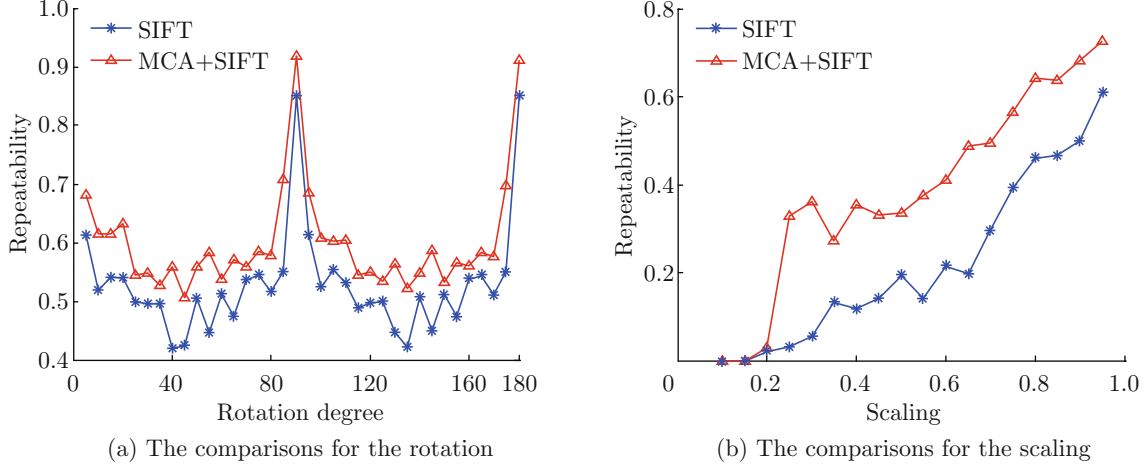 1.0
0.9
0.8
0.7
0.6
0.5
0.4
0
40
80
120
160
180
Repeatability
Rotation degree
SIFT
MCA+SIFT
(a) The comparisons for the rotation
0.8
0.6
0.4
0.2
0
0.2
0.4
0.6
0.8
1.0
Repeatability
Scaling
SIFT
MCA+SIFT
(b) The comparisons for the scaling